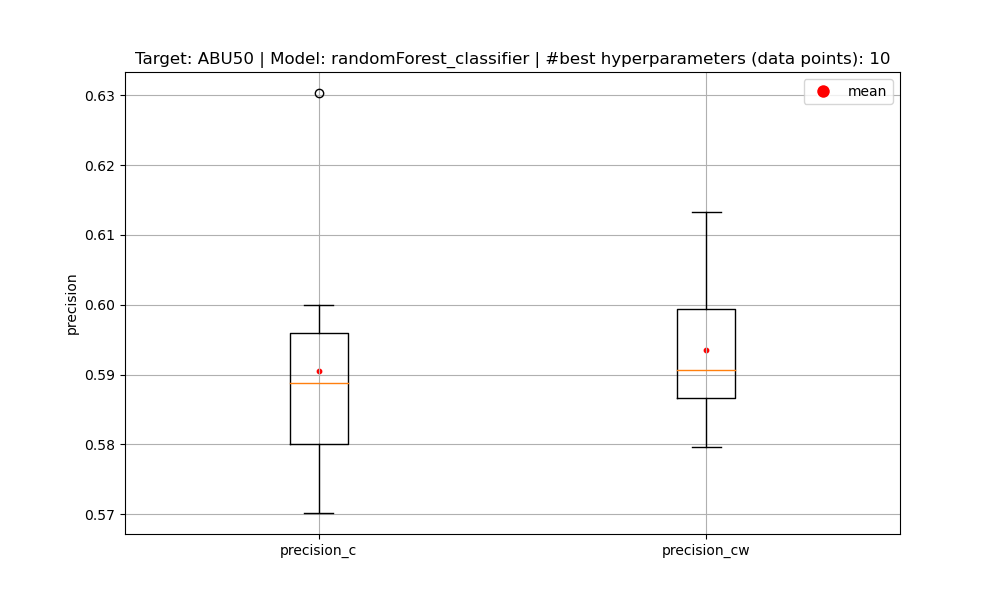 Target: ABU50 | Model: randomForest_classifier | #best hyperparameters (data points): 10
mean
0.63
0.62
0.61
0.60
0.59
0.58
0.57
precision
precision_c
precision_cw